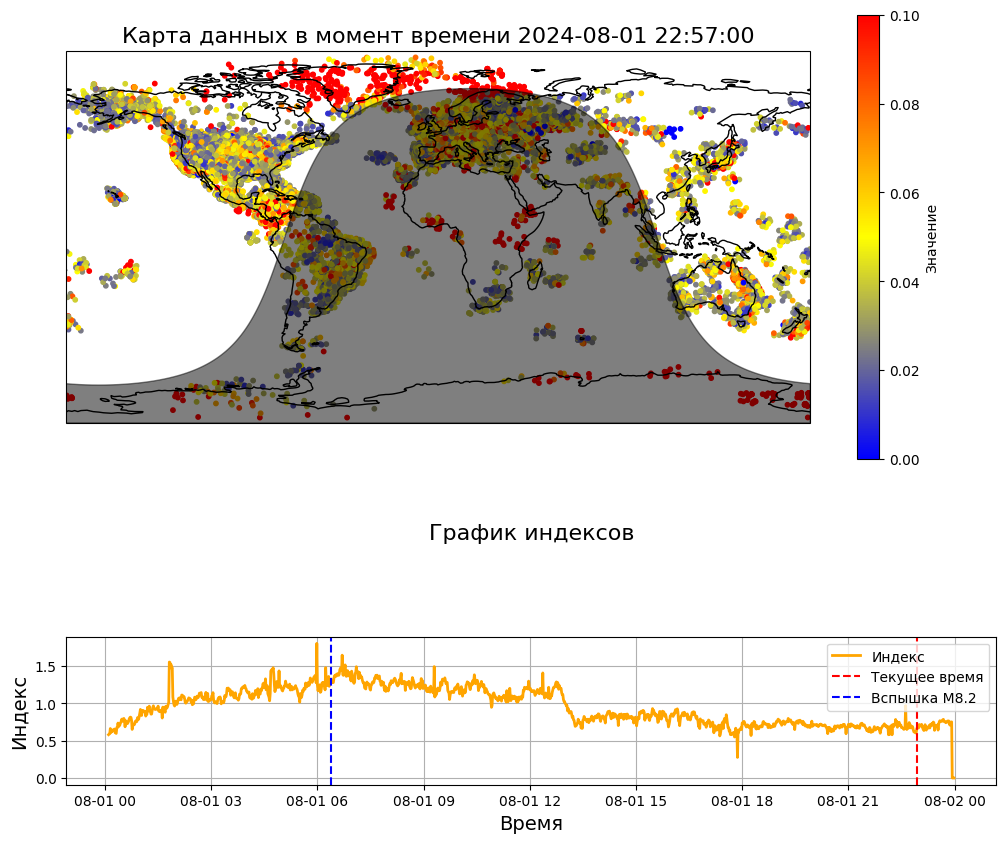 Карта данных в момент времени 2024-08-01 22:57:00
0.10
0.08
0.06
0.04
0.02
0.00
Значение
График индексов
Индекс
1.5
1.0
0.5
0.0
Индекс
Текущее время
Вспышка M8.2
08-01 00
08-01 03
08-01 06
08-01 09
08-01 12
08-01 15
08-01 18
08-01 21
08-02 00
Время